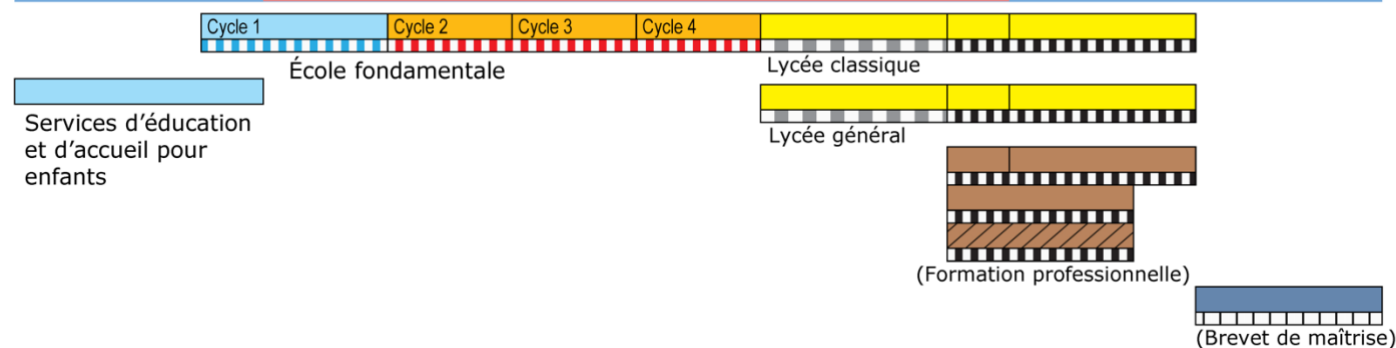 Cycle 1
Cycle 2
Cycle 3
Cycle 4
École fondamentale
Lycée classique
Services d'éducation
et d'accueil pour
enfants
Lycée général
(Formation professionnelle)
(Brevet de maîtrise)